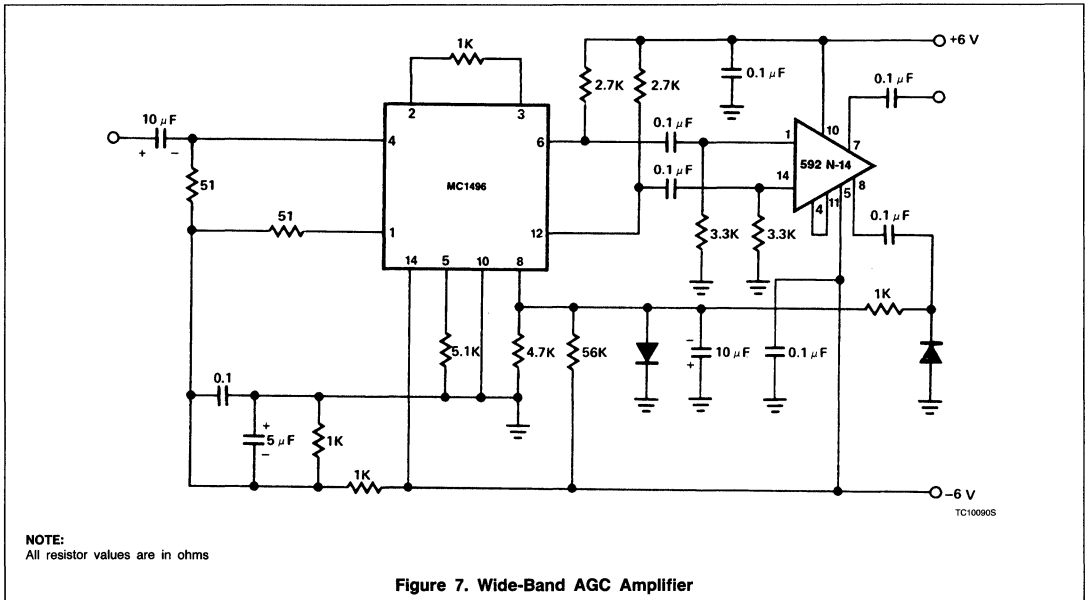 1K
+6 V
2.7K
2.7K
0.1 µF
0.1 µF
10 µF
+ −
2
3
0.1 µF
1
10
7
4
6
592 N-14
51
MC1496
0.1 µF
14
5
8
11
4
0.1 µF
51
1
12
3.3K
3.3K
14
5
10
8
1K
5.1K
4.7K
56K
−
10 µF
+
0.1 µF
0.1
+
5 µF
−
1K
1K
−6 V
TC10090S
NOTE:
All resistor values are in ohms
Figure 7. Wide-Band AGC Amplifier